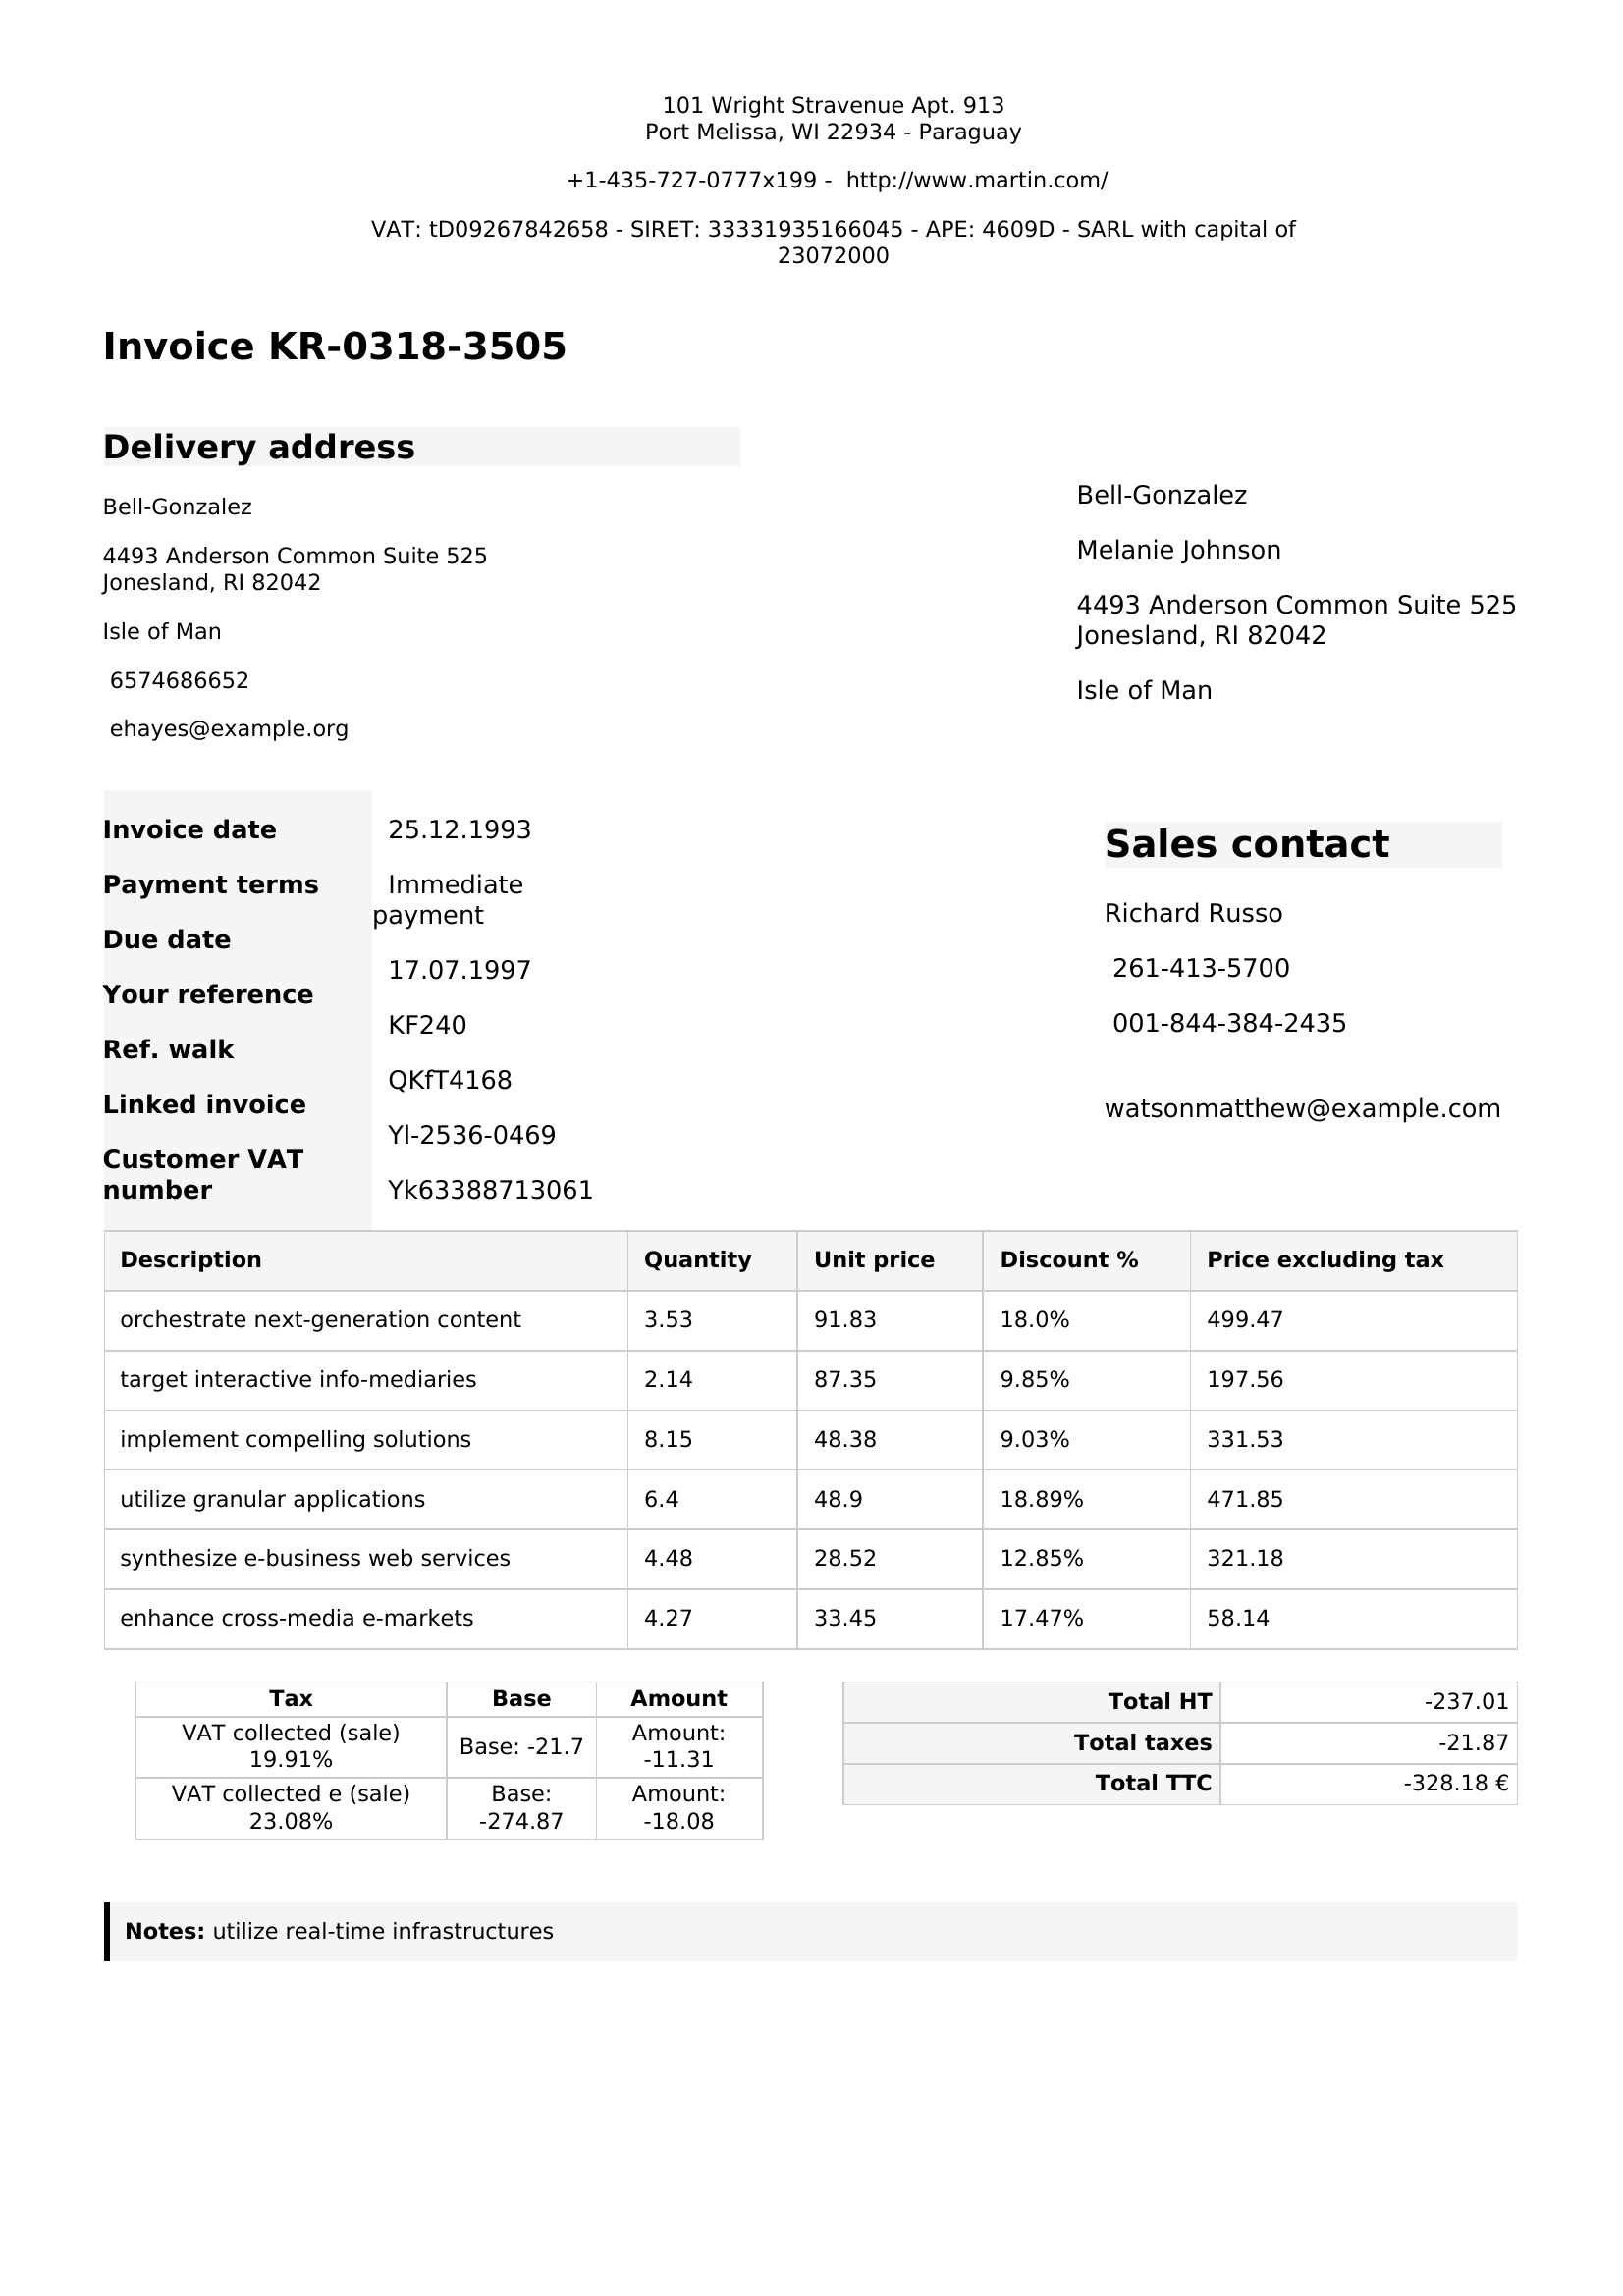 101 Wright Stravenue Apt. 913
Port Melissa, WI 22934 - Paraguay
+1-435-727-0777x199 - http://www.martin.com/
VAT: tD09267842658 - SIRET: 33331935166045 - APE: 4609D - SARL with capital of
23072000
Invoice KR-0318-3505
Delivery address
Bell-Gonzalez
4493 Anderson Common Suite 525
Jonesland, RI 82042
Isle of Man
6574686652
ehayes@example.org
Bell-Gonzalez
Melanie Johnson
4493 Anderson Common Suite 525
Jonesland, RI 82042
Isle of Man
Invoice date
Payment terms
Due date
Your reference
Ref. walk
Linked invoice
Customer VAT
number
25.12.1993
Immediate
payment
17.07.1997
KF240
QKfT4168
Yl-2536-0469
Yk63388713061
Sales contact
Richard Russo
261-413-5700
001-844-384-2435
watsonmatthew@example.com
Description Quantity Unit price Discount % Price excluding tax
orchestrate next-generation content 3.53 91.83 18.0% 499.47
target interactive info-mediaries 2.14 87.35 9.85% 197.56
implement compelling solutions 8.15 48.38 9.03% 331.53
utilize granular applications 6.4 48.9 18.89% 471.85
synthesize e-business web services 4.48 28.52 12.85% 321.18
enhance cross-media e-markets 4.27 33.45 17.47% 58.14
Tax Base Amount
VAT collected (sale)
19.91%
Base: -21.7
Amount:
-11.31
VAT collected e (sale)
23.08%
Base:
-274.87
Amount:
-18.08
Total HT -237.01
Total taxes -21.87
Total TTC -328.18 €
Notes: utilize real-time infrastructures